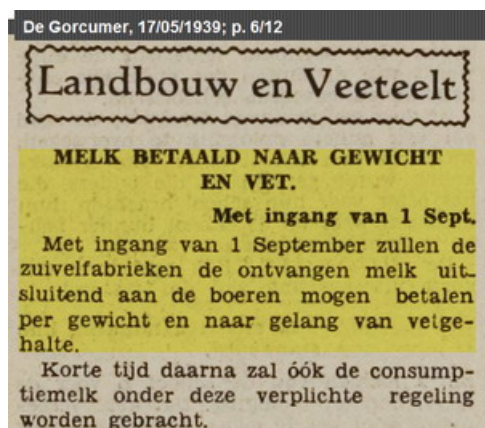 De Gorcumer, 17/05/1939; p. 6/12
Landbouw en Veeteelt
MELK BETAALD NAAR GEWICHT
EN VET.
Met ingang van 1 Sept.
Met ingang van 1 September zullen de
zuivelfabrieken de ontvangen melk uit-
sluitend aan de boeren mogen betalen
per gewicht en naar gelang van vetge-
halte.
Korte tijd daarna zal óók de consump-
tiemelk onder deze verplichte regeling
worden gebracht.